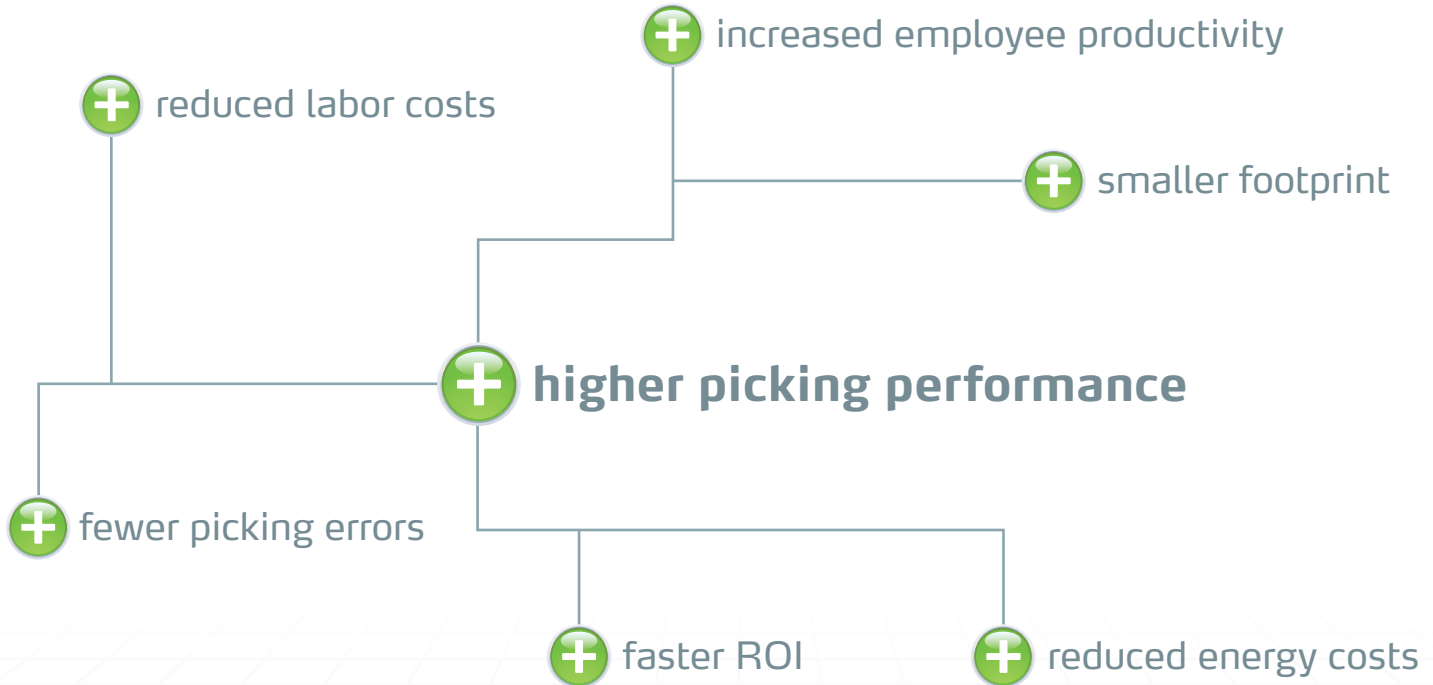 increased employee productivity
reduced labor costs
smaller footprint
higher picking performance
fewer picking errors
faster ROI
reduced energy costs